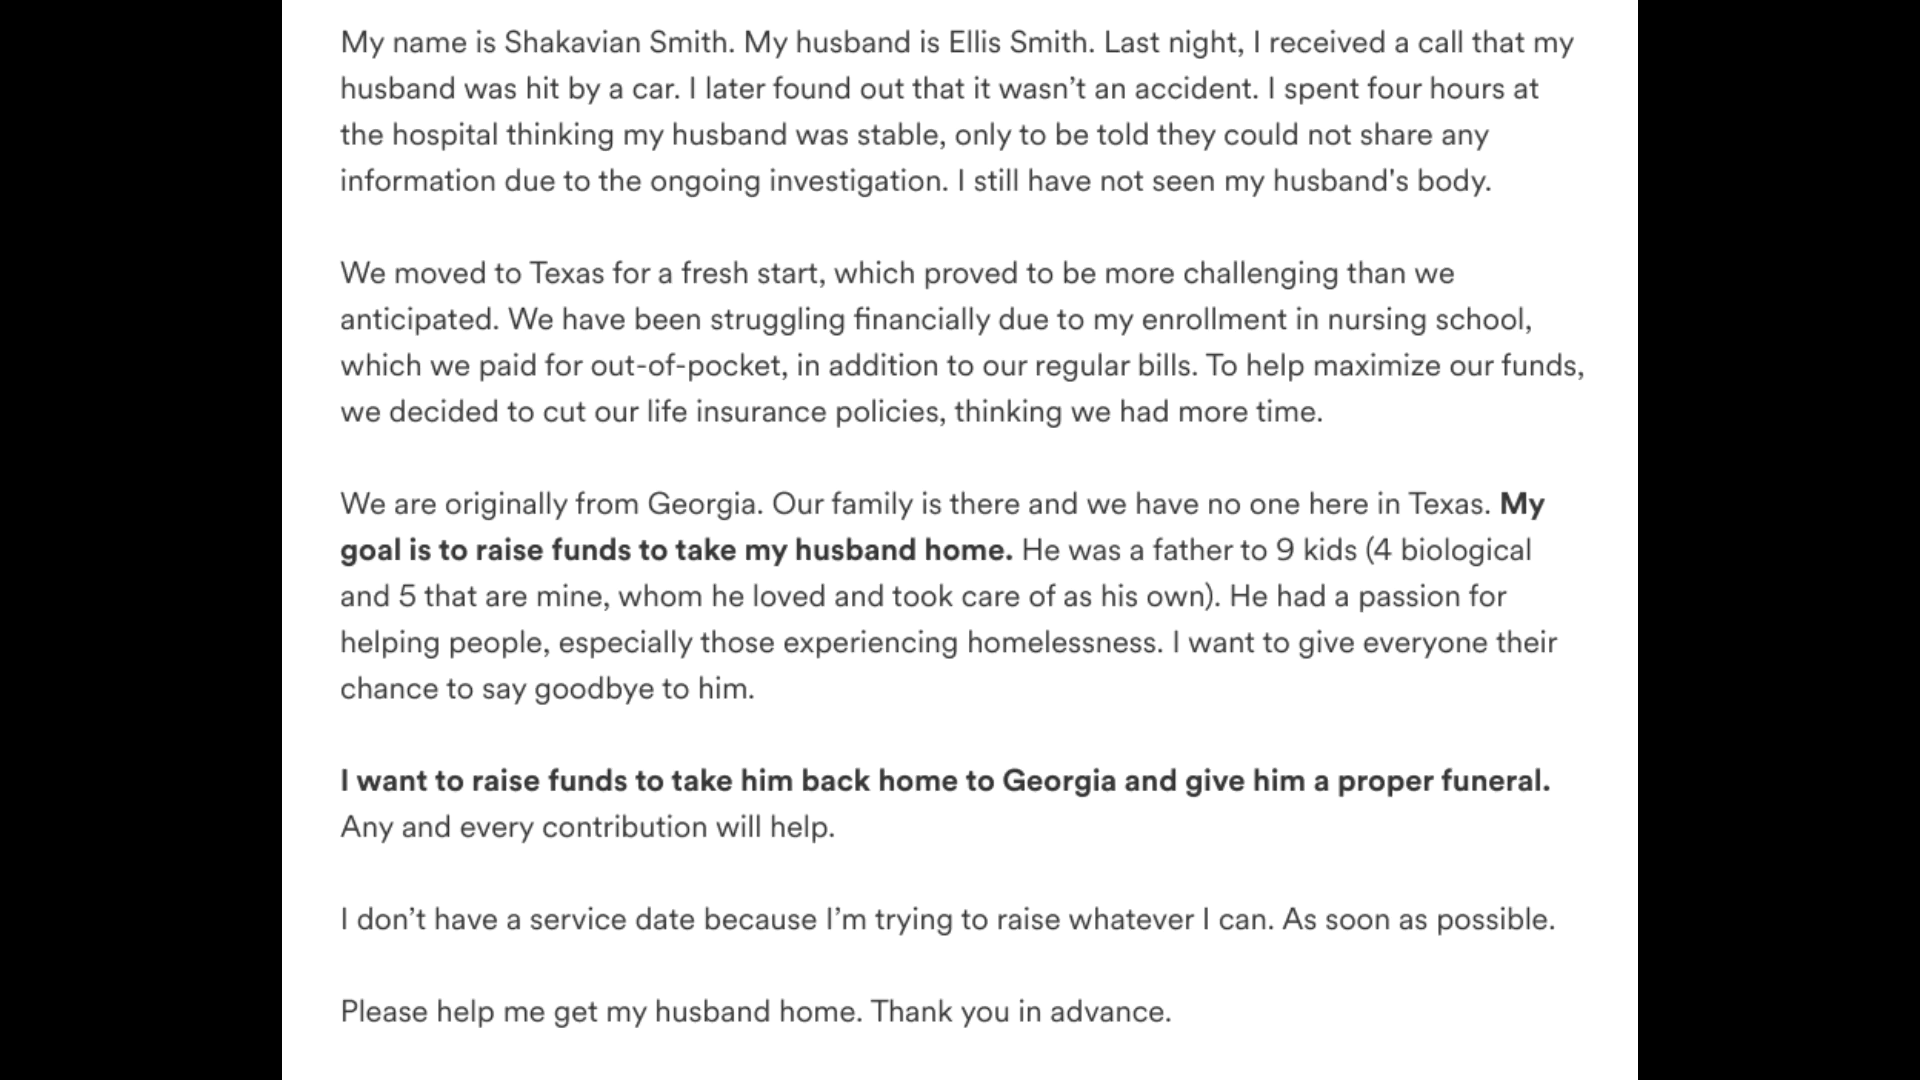 My name is Shakavian Smith. My husband is Ellis Smith. Last night, I received a call that my
husband was hit by a car. I later found out that it wasn’t an accident. I spent four hours at
the hospital thinking my husband was stable, only to be told they could not share any
information due to the ongoing investigation. I still have not seen my husband's body.
We moved to Texas for a fresh start, which proved to be more challenging than we
anticipated. We have been struggling financially due to my enrollment in nursing school,
which we paid for out-of-pocket, in addition to our regular bills. To help maximize our funds,
we decided to cut our life insurance policies, thinking we had more time.
We are originally from Georgia. Our family is there and we have no one here in Texas. My
goal is to raise funds to take my husband home. He was a father to 9 kids (4 biological
and 5 that are mine, whom he loved and took care of as his own). He had a passion for
helping people, especially those experiencing homelessness. I want to give everyone their
chance to say goodbye to him.
I want to raise funds to take him back home to Georgia and give him a proper funeral.
Any and every contribution will help.
I don’t have a service date because I’m trying to raise whatever I can. As soon as possible.
Please help me get my husband home. Thank you in advance.